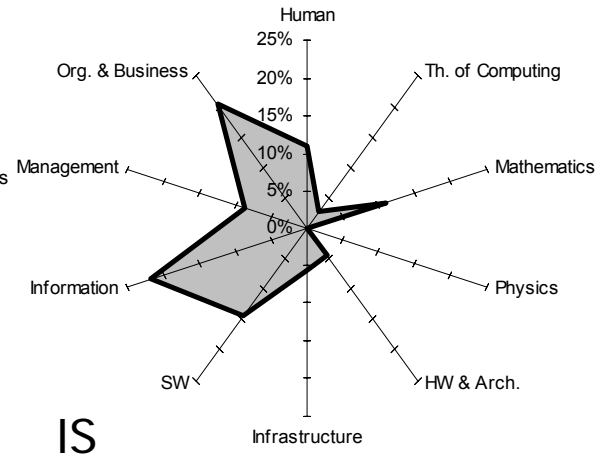 Human
25%
Org. & Business
20%
Th. of Computing
15%
10%
s
Management
Mathematics
5%
0%
Information
Physics
SW
HW & Arch.
IS
Infrastructure